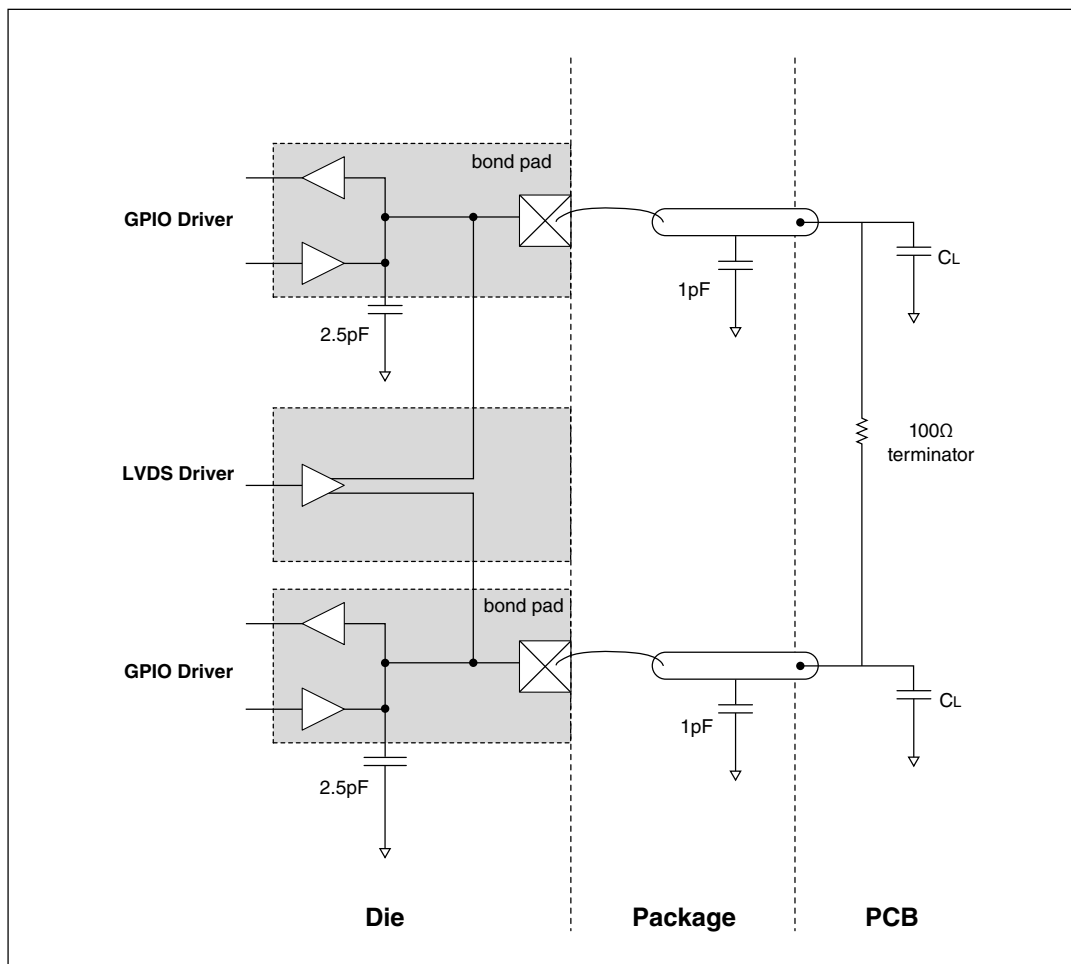 bond pad
GPIO Driver
CL
1pF
2.5pF
100Ω
terminator
LVDS Driver
bond pad
GPIO Driver
CL
1pF
2.5pF
Die
Package
PCB